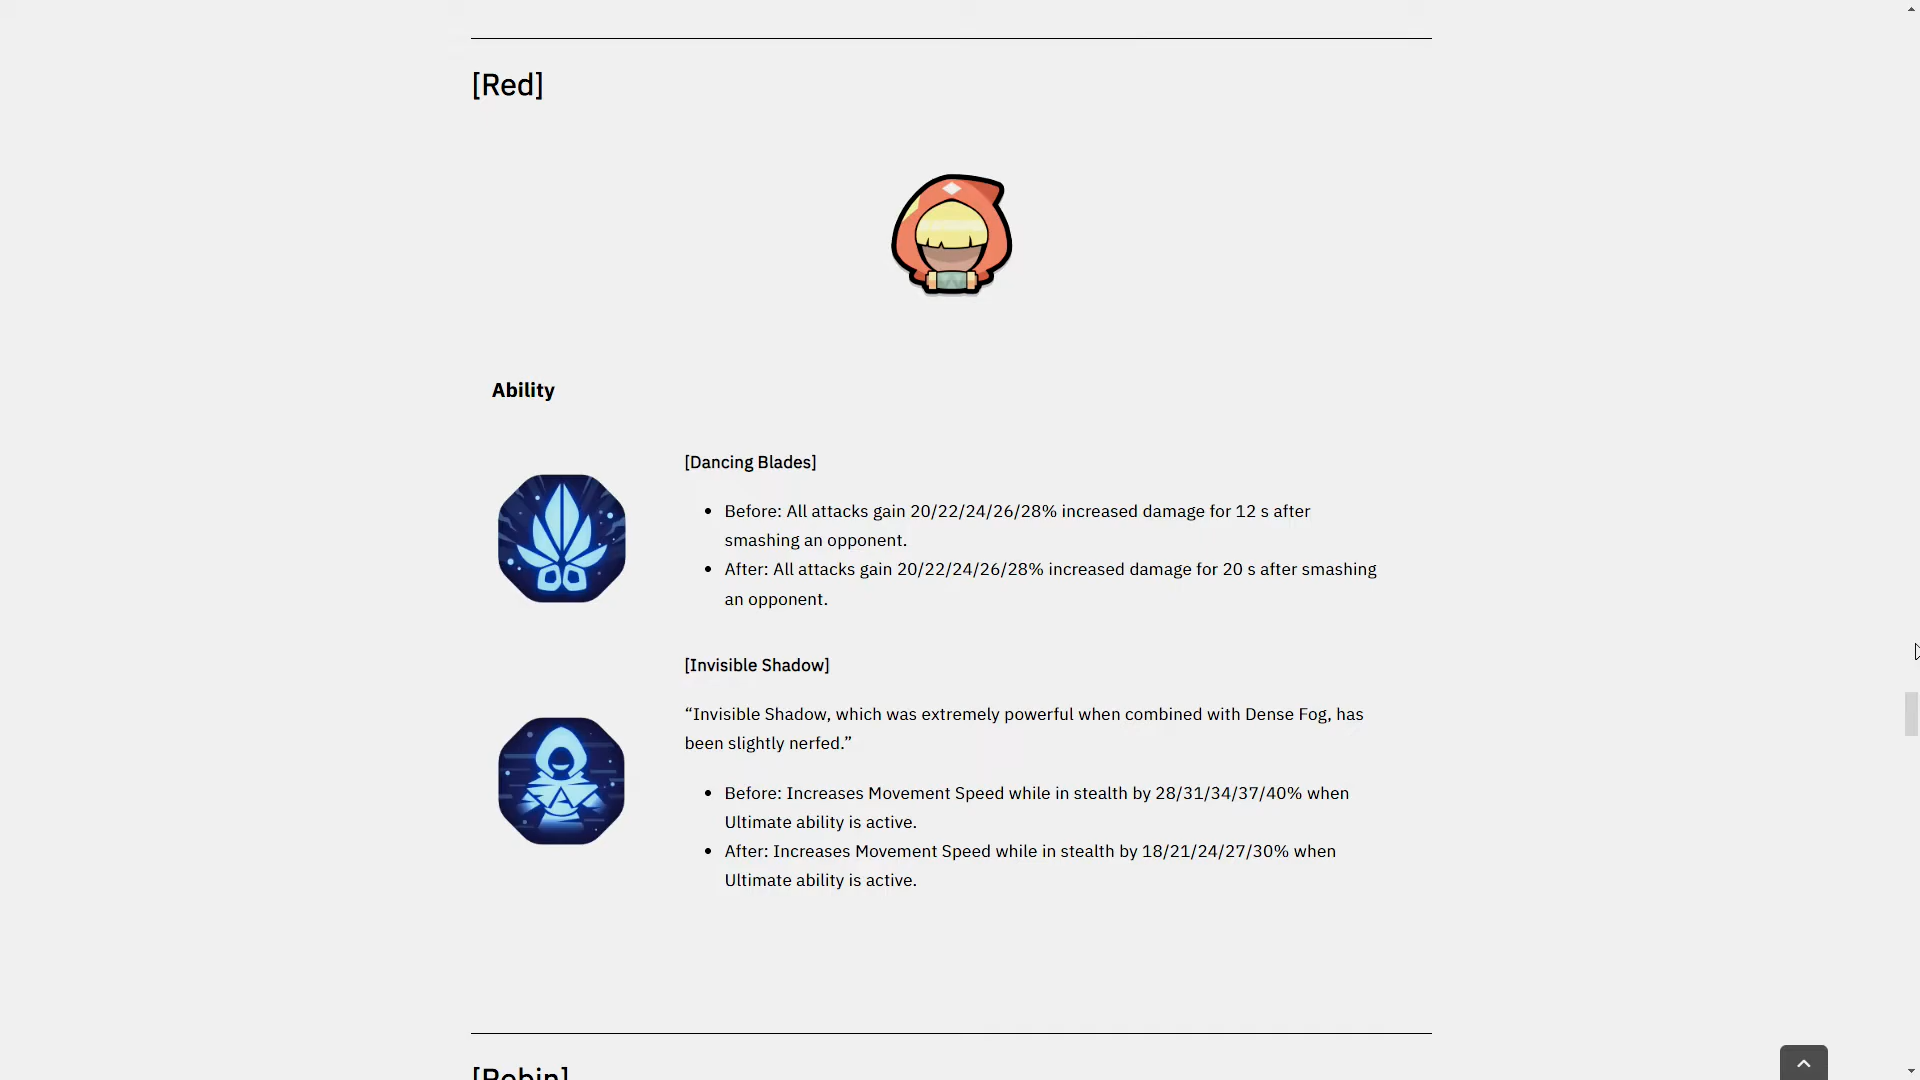 [Red]
Ability
[Dancing Blades]
• Before: All attacks gain 20/22/24/26/28% increased damage for 12 s after
smashing an opponent.
• After: All attacks gain 20/22/24/26/28% increased damage for 20 s after smashing
an opponent.
[Invisible Shadow]
“Invisible Shadow, which was extremely powerful when combined with Dense Fog, has
been slightly nerfed.”
• Before: Increases Movement Speed while in stealth by 28/31/34/37/40% when
Ultimate ability is active.
• After: Increases Movement Speed while in stealth by 18/21/24/27/30% when
Ultimate ability is active.
[Robin]